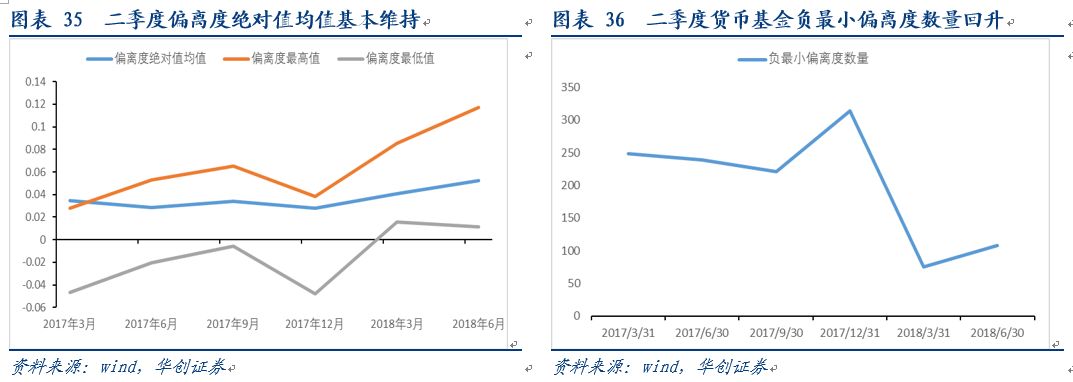 图表 35 二季度偏离度绝对值均值基本维持
偏离度绝对值均值 偏离度最高值 偏离度最低值
0.14
0.12
0.1
0.08
0.06
0.04
0.02
0
-0.02
-0.04
-0.06
2017年3月 2017年6月 2017年9月 2017年12月 2018年3月 2018年6月
资料来源：wind，华创证券
图表 36 二季度货币基金负最小偏离度数量回升
负最小偏离度数量
350
300
250
200
150
100
50
0
2017/3/31 2017/6/30 2017/9/30 2017/12/31 2018/3/31 2018/6/30
资料来源：wind，华创证券